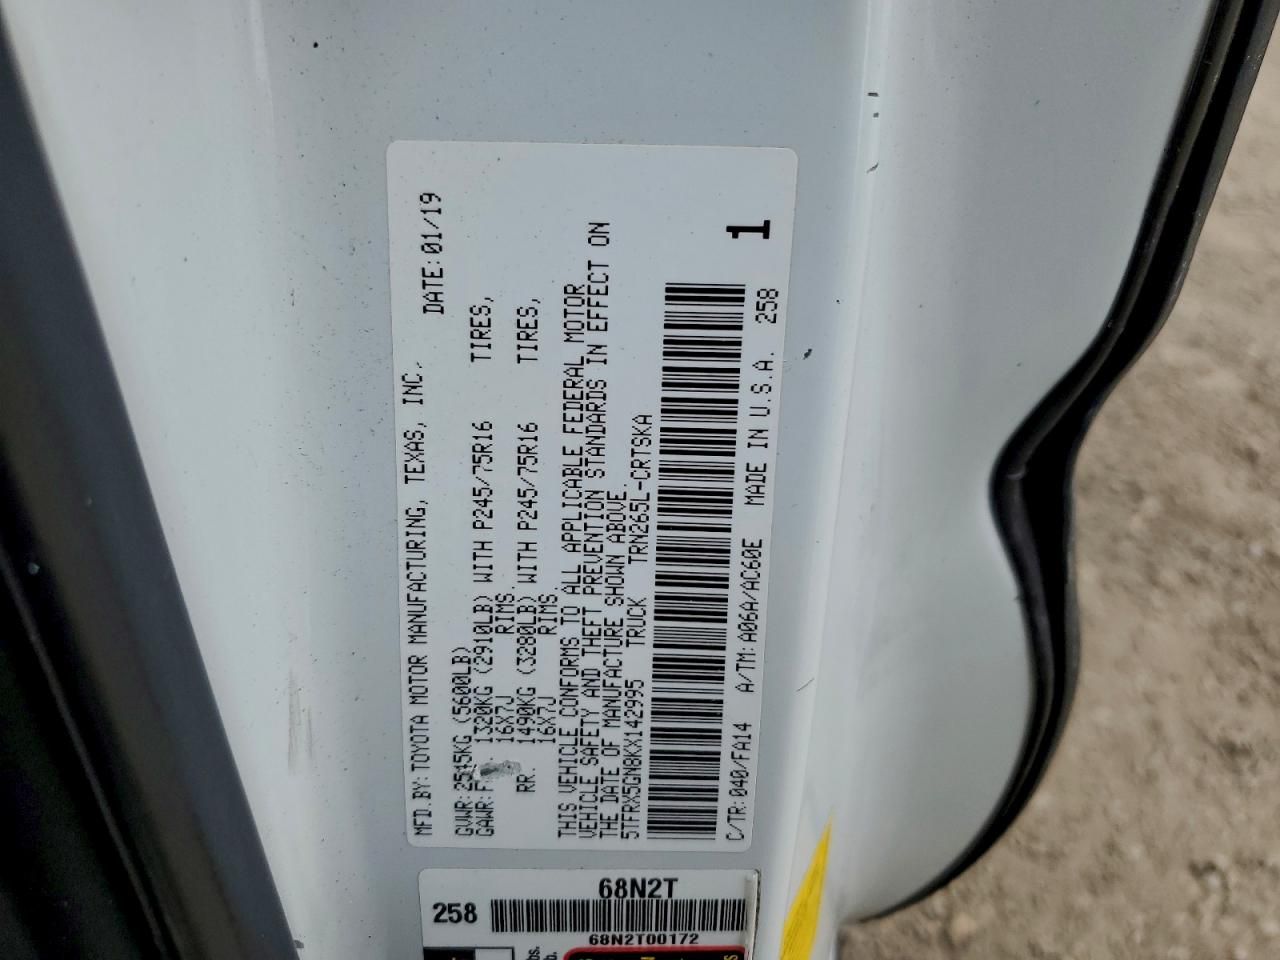 MFD.BY: TOYOTA MOTOR MANUFACTURING, TEXAS, INC.
DATE: 01/19
GVWR: 2545KG (5600LB)
GAWR: F 1320KG (2910LB) WITH P245/75R16 TIRES,
16X7J RIMS.
RR. 1490KG (3280LB) WITH P245/75R16 TIRES,
16X7J RIMS.
THIS VEHICLE CONFORMS TO ALL APPLICABLE FEDERAL MOTOR
VEHICLE SAFETY AND THEFT PREVENTION STANDARDS IN EFFECT ON
THE DATE OF MANUFACTURE SHOWN ABOVE.
5TFRX5GN8KX142995 TRUCK TRN265L-CRTSKA
1
C/TR: 040/FA14 A/TM: A06A/AC60E MADE IN U.S.A. 258
68N2T
258
68N2T00172